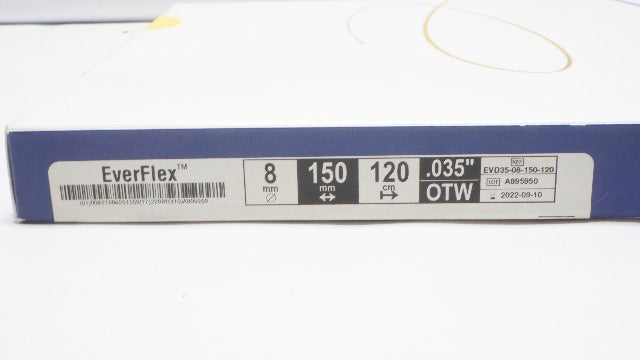 EverFlex™
8
mm
150
mm
120
cm
.035"
OTW
REF
EVD35-08-150-120
LOT A895950
2022-09-10